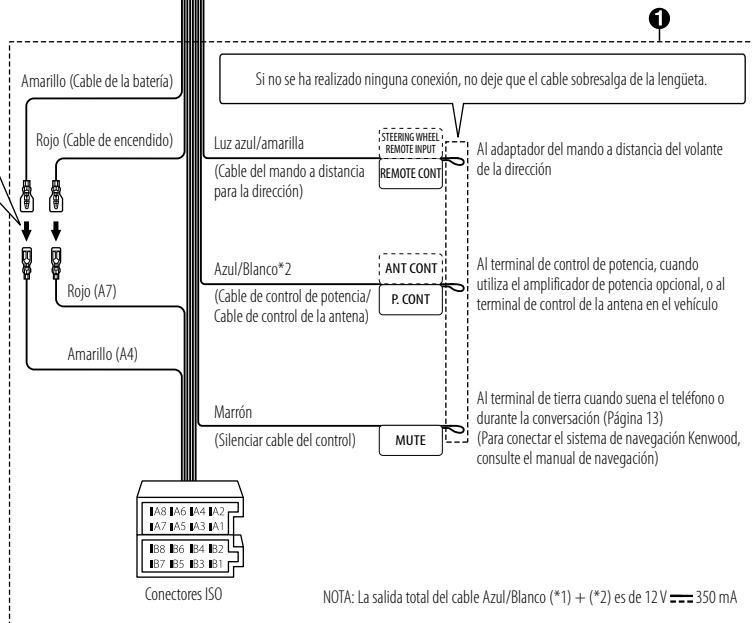 ❶
Amarillo (Cable de la batería)
Si no se ha realizado ninguna conexión, no deje que el cable sobresalga de la lengüeta.
Rojo (Cable de encendido)
Luz azul/amarilla
(Cable del mando a distancia
para la dirección)
STEERING WHEEL
REMOTE INPUT
REMOTE CONT
Al adaptador del mando a distancia del volante
de la dirección
Azul/Blanco*2
(Cable de control de potencia/
Cable de control de la antena)
ANT CONT
P. CONT
Al terminal de control de potencia, cuando
utiliza el amplificador de potencia opcional, o al
terminal de control de la antena en el vehículo
Rojo (A7)
Amarillo (A4)
Marrón
(Silenciar cable del control)
MUTE
Al terminal de tierra cuando suena el teléfono o
durante la conversación (Página 13)
(Para conectar el sistema de navegación Kenwood,
consulte el manual de navegación)
A8 A6 A4 A2
A7 A5 A3 A1
B8 B6 B4 B2
B7 B5 B3 B1
Conectores ISO
NOTA: La salida total del cable Azul/Blanco (*1) + (*2) es de 12 V ⎓ 350 mA